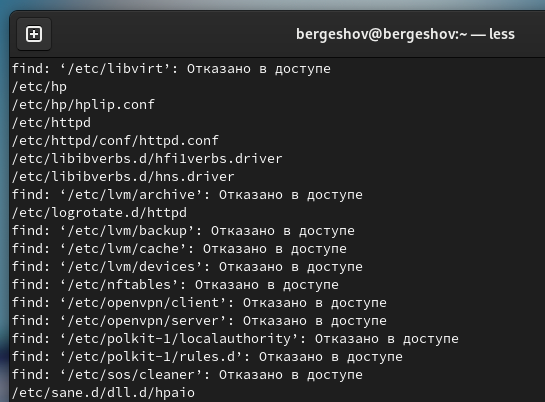 bergeshov@bergeshov:~ — less
find: ‘/etc/libvirt’: Отказано в доступе
/etc/hp
/etc/hp/hplip.conf
/etc/httpd
/etc/httpd/conf/httpd.conf
/etc/libibverbs.d/hfi1verbs.driver
/etc/libibverbs.d/hns.driver
find: ‘/etc/lvm/archive’: Отказано в доступе
/etc/logrotate.d/httpd
find: ‘/etc/lvm/backup’: Отказано в доступе
find: ‘/etc/lvm/cache’: Отказано в доступе
find: ‘/etc/lvm/devices’: Отказано в доступе
find: ‘/etc/nftables’: Отказано в доступе
find: ‘/etc/openvpn/client’: Отказано в доступе
find: ‘/etc/openvpn/server’: Отказано в доступе
find: ‘/etc/polkit-1/localauthority’: Отказано в доступе
find: ‘/etc/polkit-1/rules.d’: Отказано в доступе
find: ‘/etc/sos/cleaner’: Отказано в доступе
/etc/sane.d/dll.d/hpaio